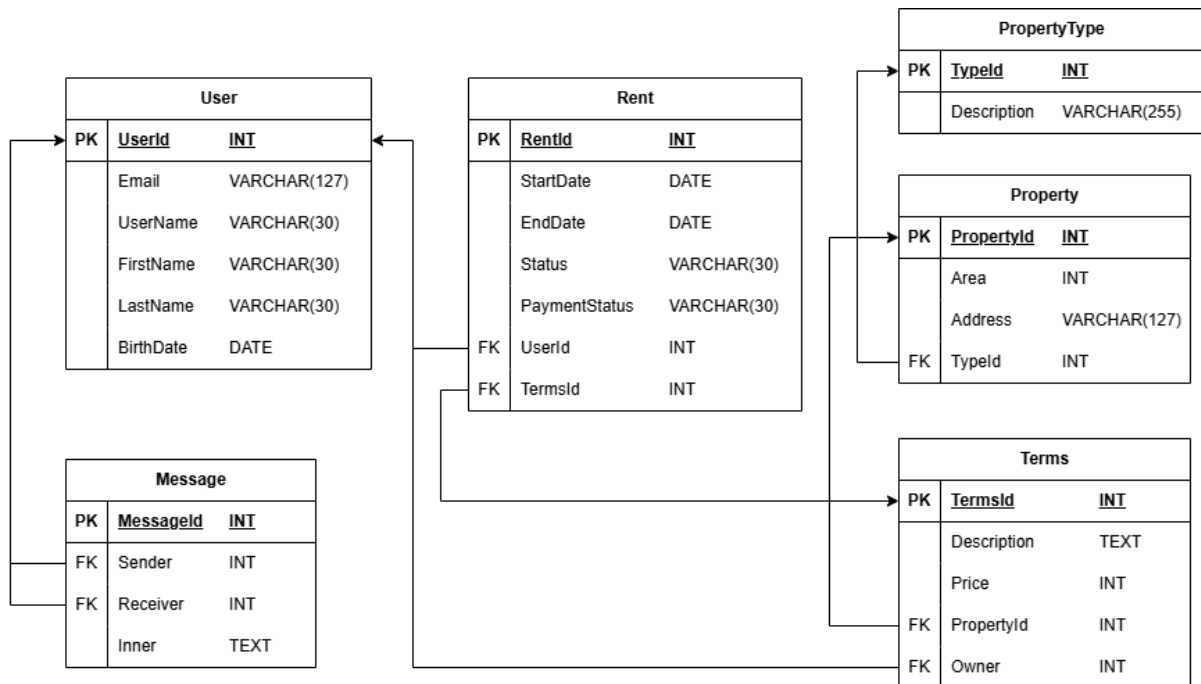 User
PK UserId INT
Email VARCHAR(127)
UserName VARCHAR(30)
FirstName VARCHAR(30)
LastName VARCHAR(30)
BirthDate DATE
Message
PK MessageId INT
FK Sender INT
FK Receiver INT
Inner TEXT
Rent
PK RentId INT
StartDate DATE
EndDate DATE
Status VARCHAR(30)
PaymentStatus VARCHAR(30)
FK UserId INT
FK TermsId INT
PropertyType
PK TypeId INT
Description VARCHAR(255)
Property
PK PropertyId INT
Area INT
Address VARCHAR(127)
FK TypeId INT
Terms
PK TermsId INT
Description TEXT
Price INT
FK PropertyId INT
FK Owner INT